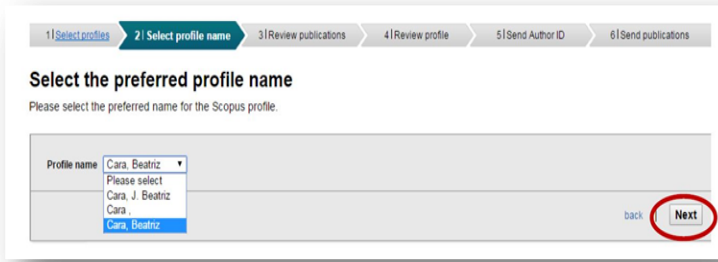 1 | Select profiles 2 | Select profile name 3 | Review publications 4 | Review profile 5 | Send Author ID 6 | Send publications
Select the preferred profile name
Please select the preferred name for the Scopus profile.
Profile name Cara, Beatriz
Please select
Cara, J. Beatriz
Cara ,
Cara, Beatriz
back | Next